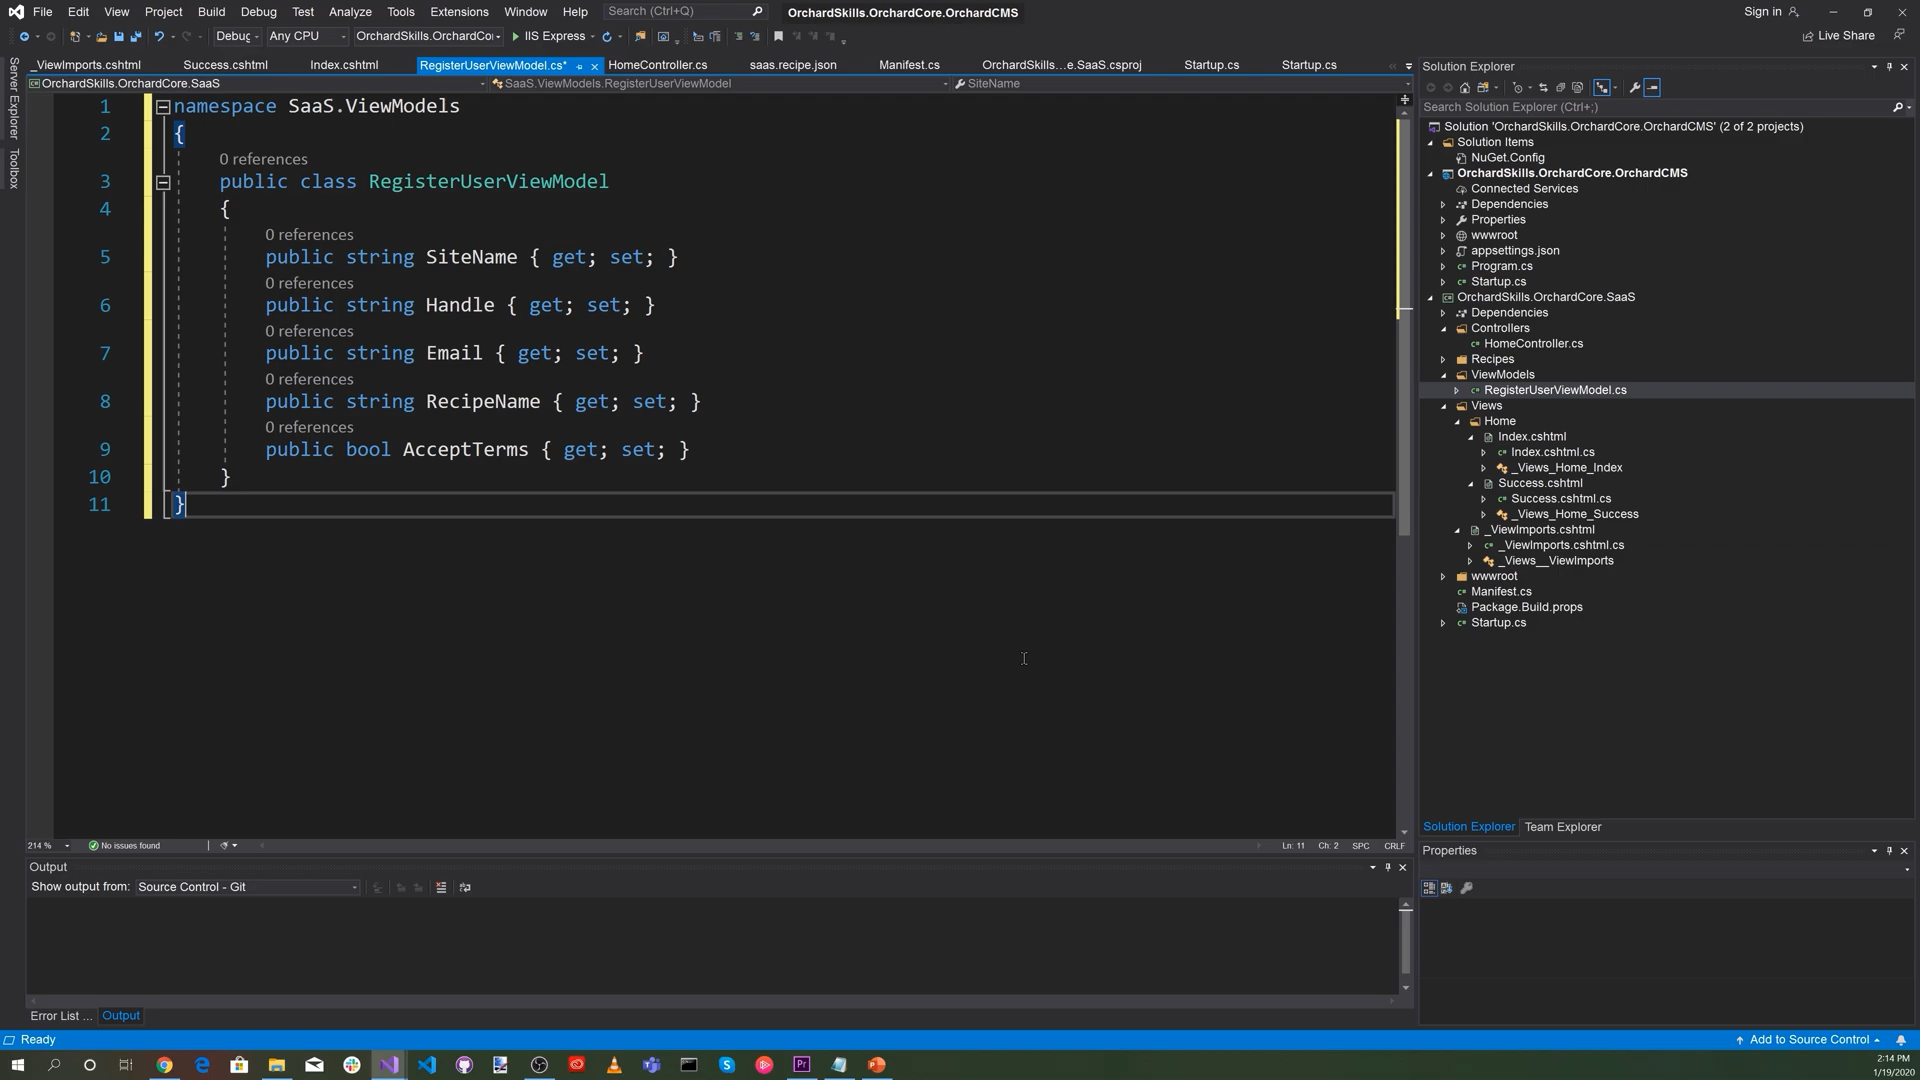 File Edit View Project Build Debug Test Analyze Tools Extensions Window Help Search (Ctrl+Q) OrchardSkills.OrchardCore.OrchardCMS Sign in
Debug Any CPU OrchardSkills.OrchardCor IIS Express Live Share
_ViewImports.cshtml Success.cshtml Index.cshtml RegisterUserViewModel.cs* HomeController.cs saas.recipe.json Manifest.cs OrchardSkills...e.SaaS.csproj Startup.cs Startup.cs
OrchardSkills.OrchardCore.SaaS SaaS.ViewModels.RegisterUserViewModel SiteName
Server Explorer
Toolbox
1 namespace SaaS.ViewModels
2 {
0 references
3 public class RegisterUserViewModel
4 {
0 references
5 public string SiteName { get; set; }
0 references
6 public string Handle { get; set; }
0 references
7 public string Email { get; set; }
0 references
8 public string RecipeName { get; set; }
0 references
9 public bool AcceptTerms { get; set; }
10 }
11 }
214 % No issues found Ln: 11 Ch: 2 SPC CRLF
Output
Show output from: Source Control - Git
Error List ... Output
Solution Explorer
Search Solution Explorer (Ctrl+;)
Solution 'OrchardSkills.OrchardCore.OrchardCMS' (2 of 2 projects)
Solution Items
NuGet.Config
OrchardSkills.OrchardCore.OrchardCMS
Connected Services
Dependencies
Properties
wwwroot
appsettings.json
Program.cs
Startup.cs
OrchardSkills.OrchardCore.SaaS
Dependencies
Controllers
HomeController.cs
Recipes
ViewModels
RegisterUserViewModel.cs
Views
Home
Index.cshtml
Index.cshtml.cs
_Views_Home_Index
Success.cshtml
Success.cshtml.cs
_Views_Home_Success
_ViewImports.cshtml
_ViewImports.cshtml.cs
_Views__ViewImports
wwwroot
Manifest.cs
Package.Build.props
Startup.cs
Solution Explorer Team Explorer
Properties
Ready Add to Source Control
Pr
2:14 PM
1/19/2020